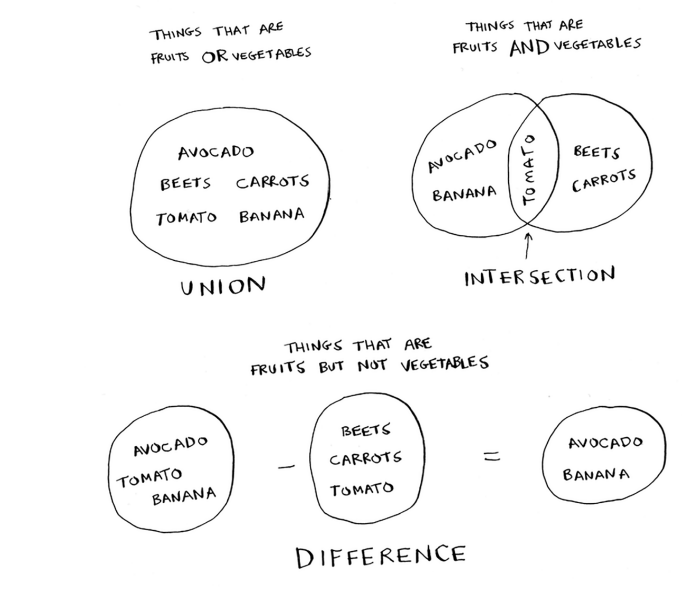 THINGS THAT ARE
FRUITS OR VEGETABLES
AVOCADO
BEETS CARROTS
TOMATO BANANA
UNION
THINGS THAT ARE
FRUITS AND VEGETABLES
AVOCADO
BANANA
TOMATO
BEETS
CARROTS
INTERSECTION
THINGS THAT ARE
FRUITS BUT NOT VEGETABLES
AVOCADO
TOMATO
BANANA
-
BEETS
CARROTS
TOMATO
=
AVOCADO
BANANA
DIFFERENCE